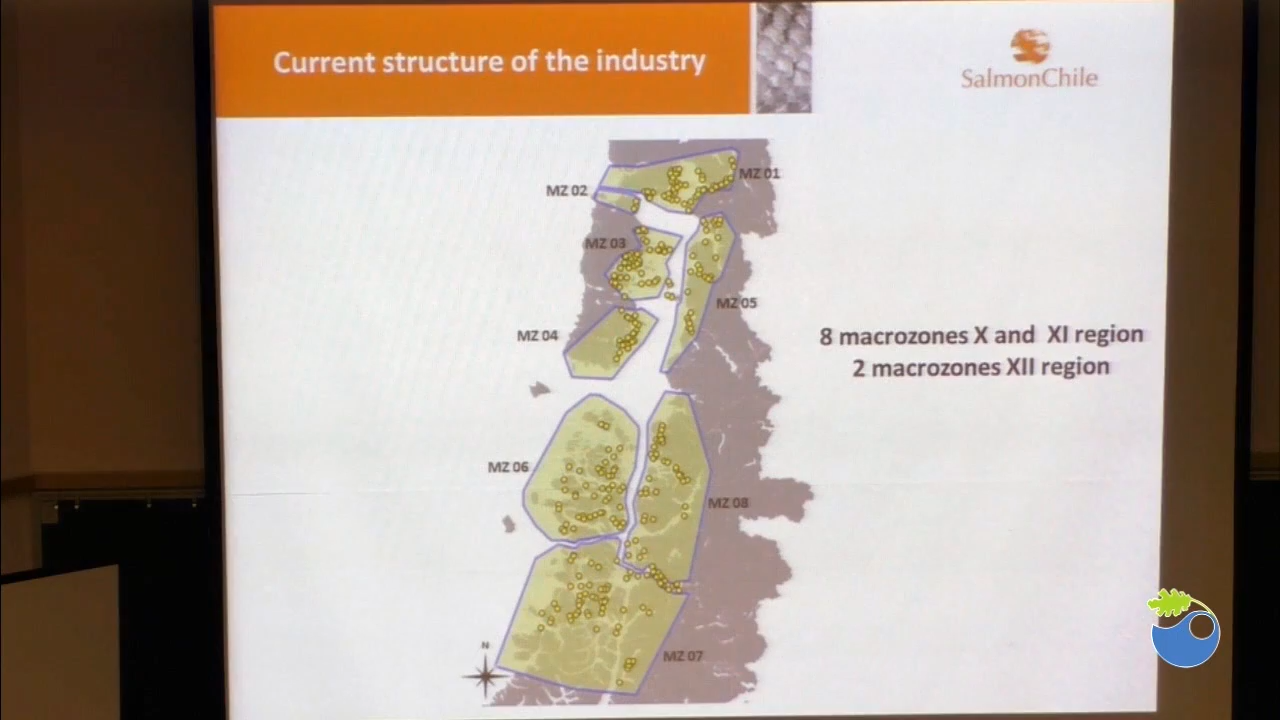 Current structure of the industry
SalmonChile
MZ 01
MZ 02
MZ 03
MZ 05
MZ 04
8 macrozones X and XI region
2 macrozones XII region
MZ 06
MZ 08
N
MZ 07